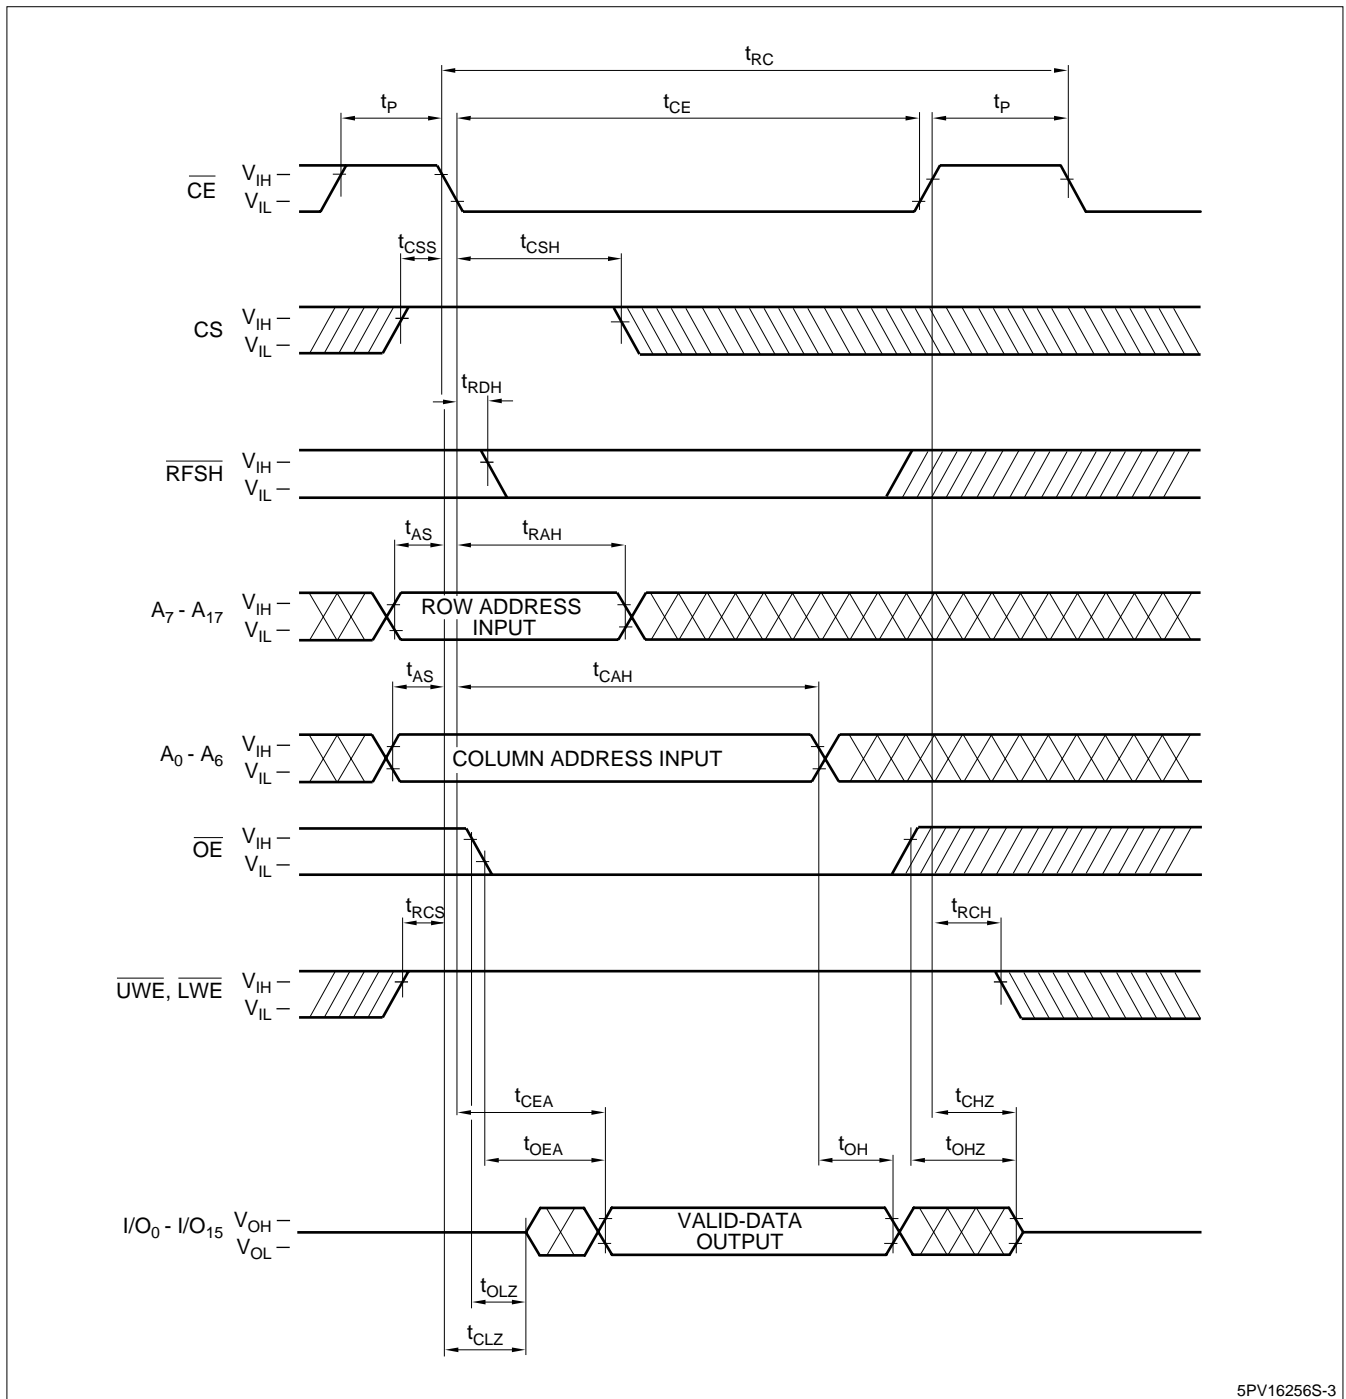 tRC
tP tCE tP
CE VIH
VIL
tCSS tCSH
CS VIH
VIL
tRDH
RFSH VIH
VIL
tAS tRAH
A7 - A17 VIH ROW ADDRESS
VIL INPUT
tAS tCAH
A0 - A6 VIH
VIL COLUMN ADDRESS INPUT
OE VIH
VIL
tRCS tRCH
UWE, LWE VIH
VIL
tCEA tCHZ
tOEA tOH tOHZ
I/O0 - I/O15 VOH VALID-DATA
VOL OUTPUT
tOLZ
tCLZ
5PV16256S-3